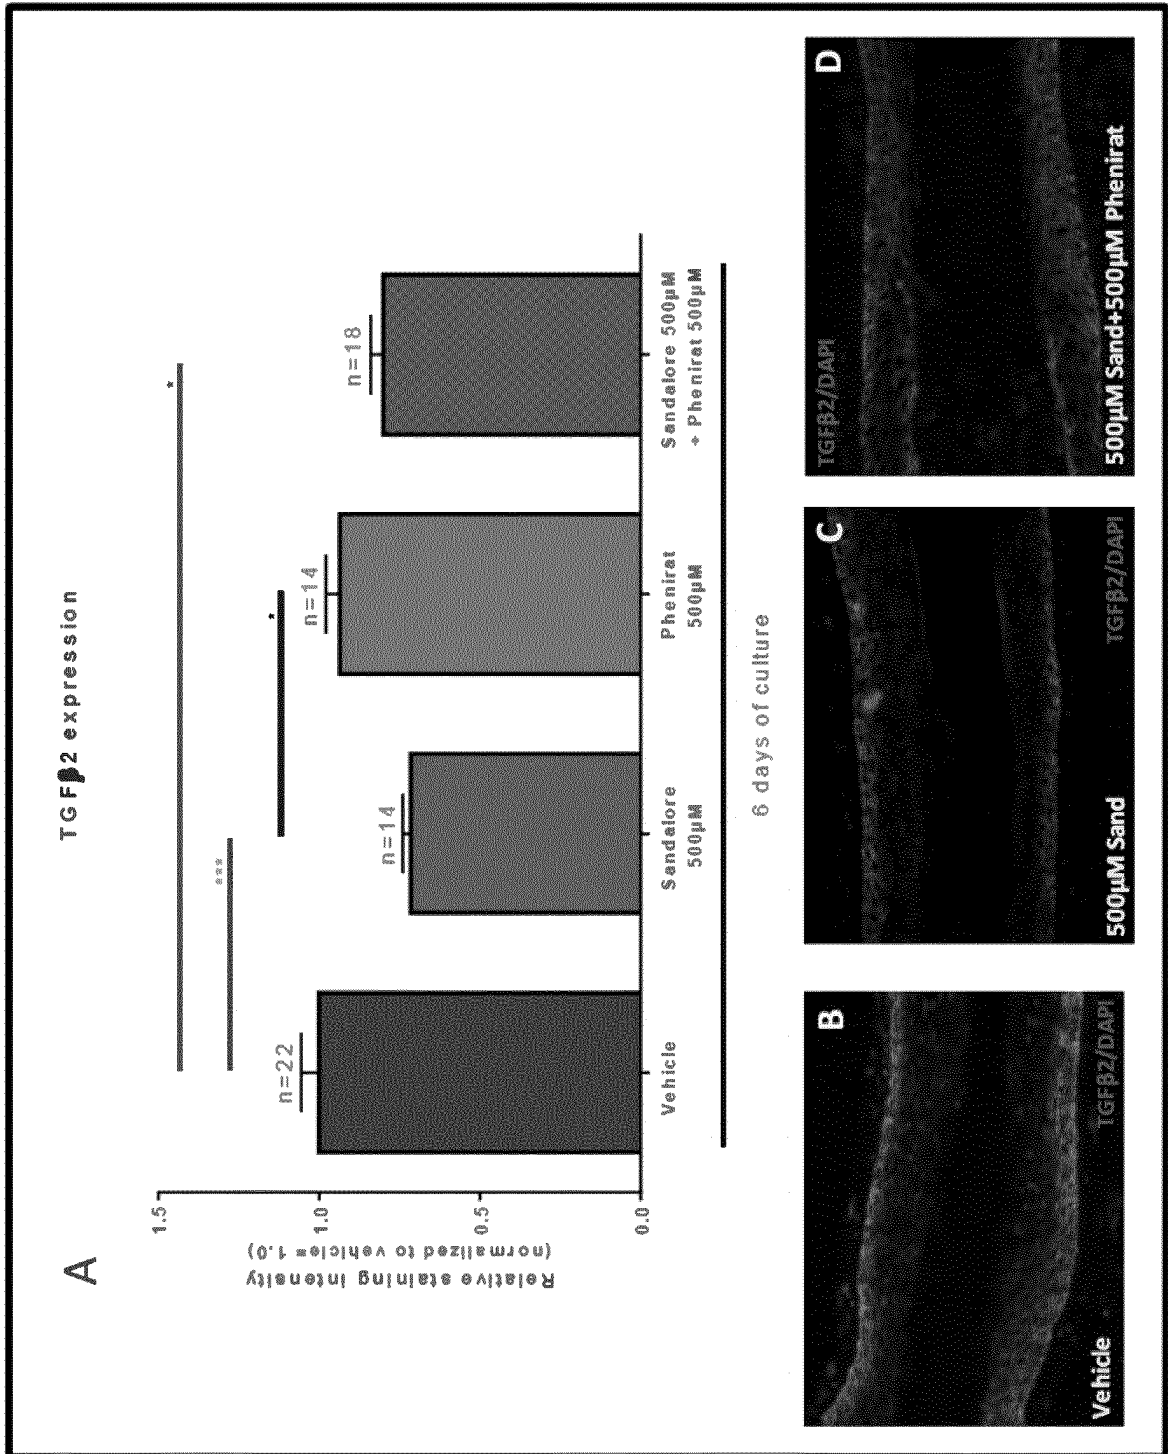 A
TGFβ2 expression
Relative staining intensity
(normalized to vehicle= 1.0)
1.5
1.0
0.5
0.0
***
*
*
n=22
n=14
n=14
n=18
Vehicle
Sandalore
500µM
Phenirat
500µM
Sandalore 500µM
+ Phenirat 500µM
6 days of culture
B
TGFβ2/DAPI
Vehicle
C
TGFβ2/DAPI
500µM Sand
D
TGFβ2/DAPI
500µM Sand+500µM Phenirat